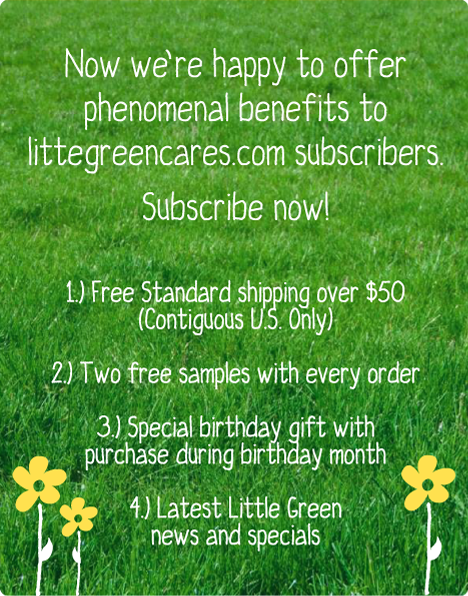 Now we're happy to offer
phenomenal benefits to
littegreencares.com subscribers.
Subscribe now!
1.) Free Standard shipping over $50
(Contiguous U.S. Only)
2.) Two free samples with every order
3.) Special birthday gift with
purchase during birthday month
4.) Latest Little Green
news and specials